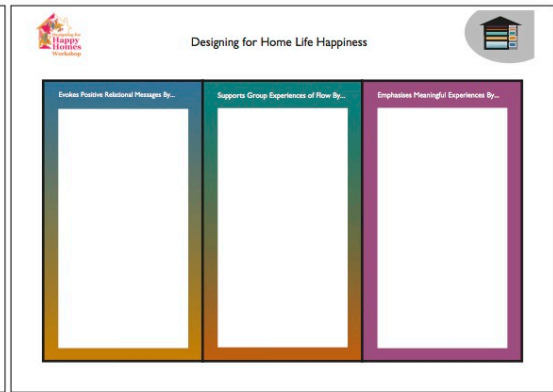 Designing for
Happy
Homes
Workshop
Designing for Home Life Happiness
Evokes Positive Relational Messages By...
Supports Group Experiences of Flow By...
Emphasises Meaningful Experiences By...